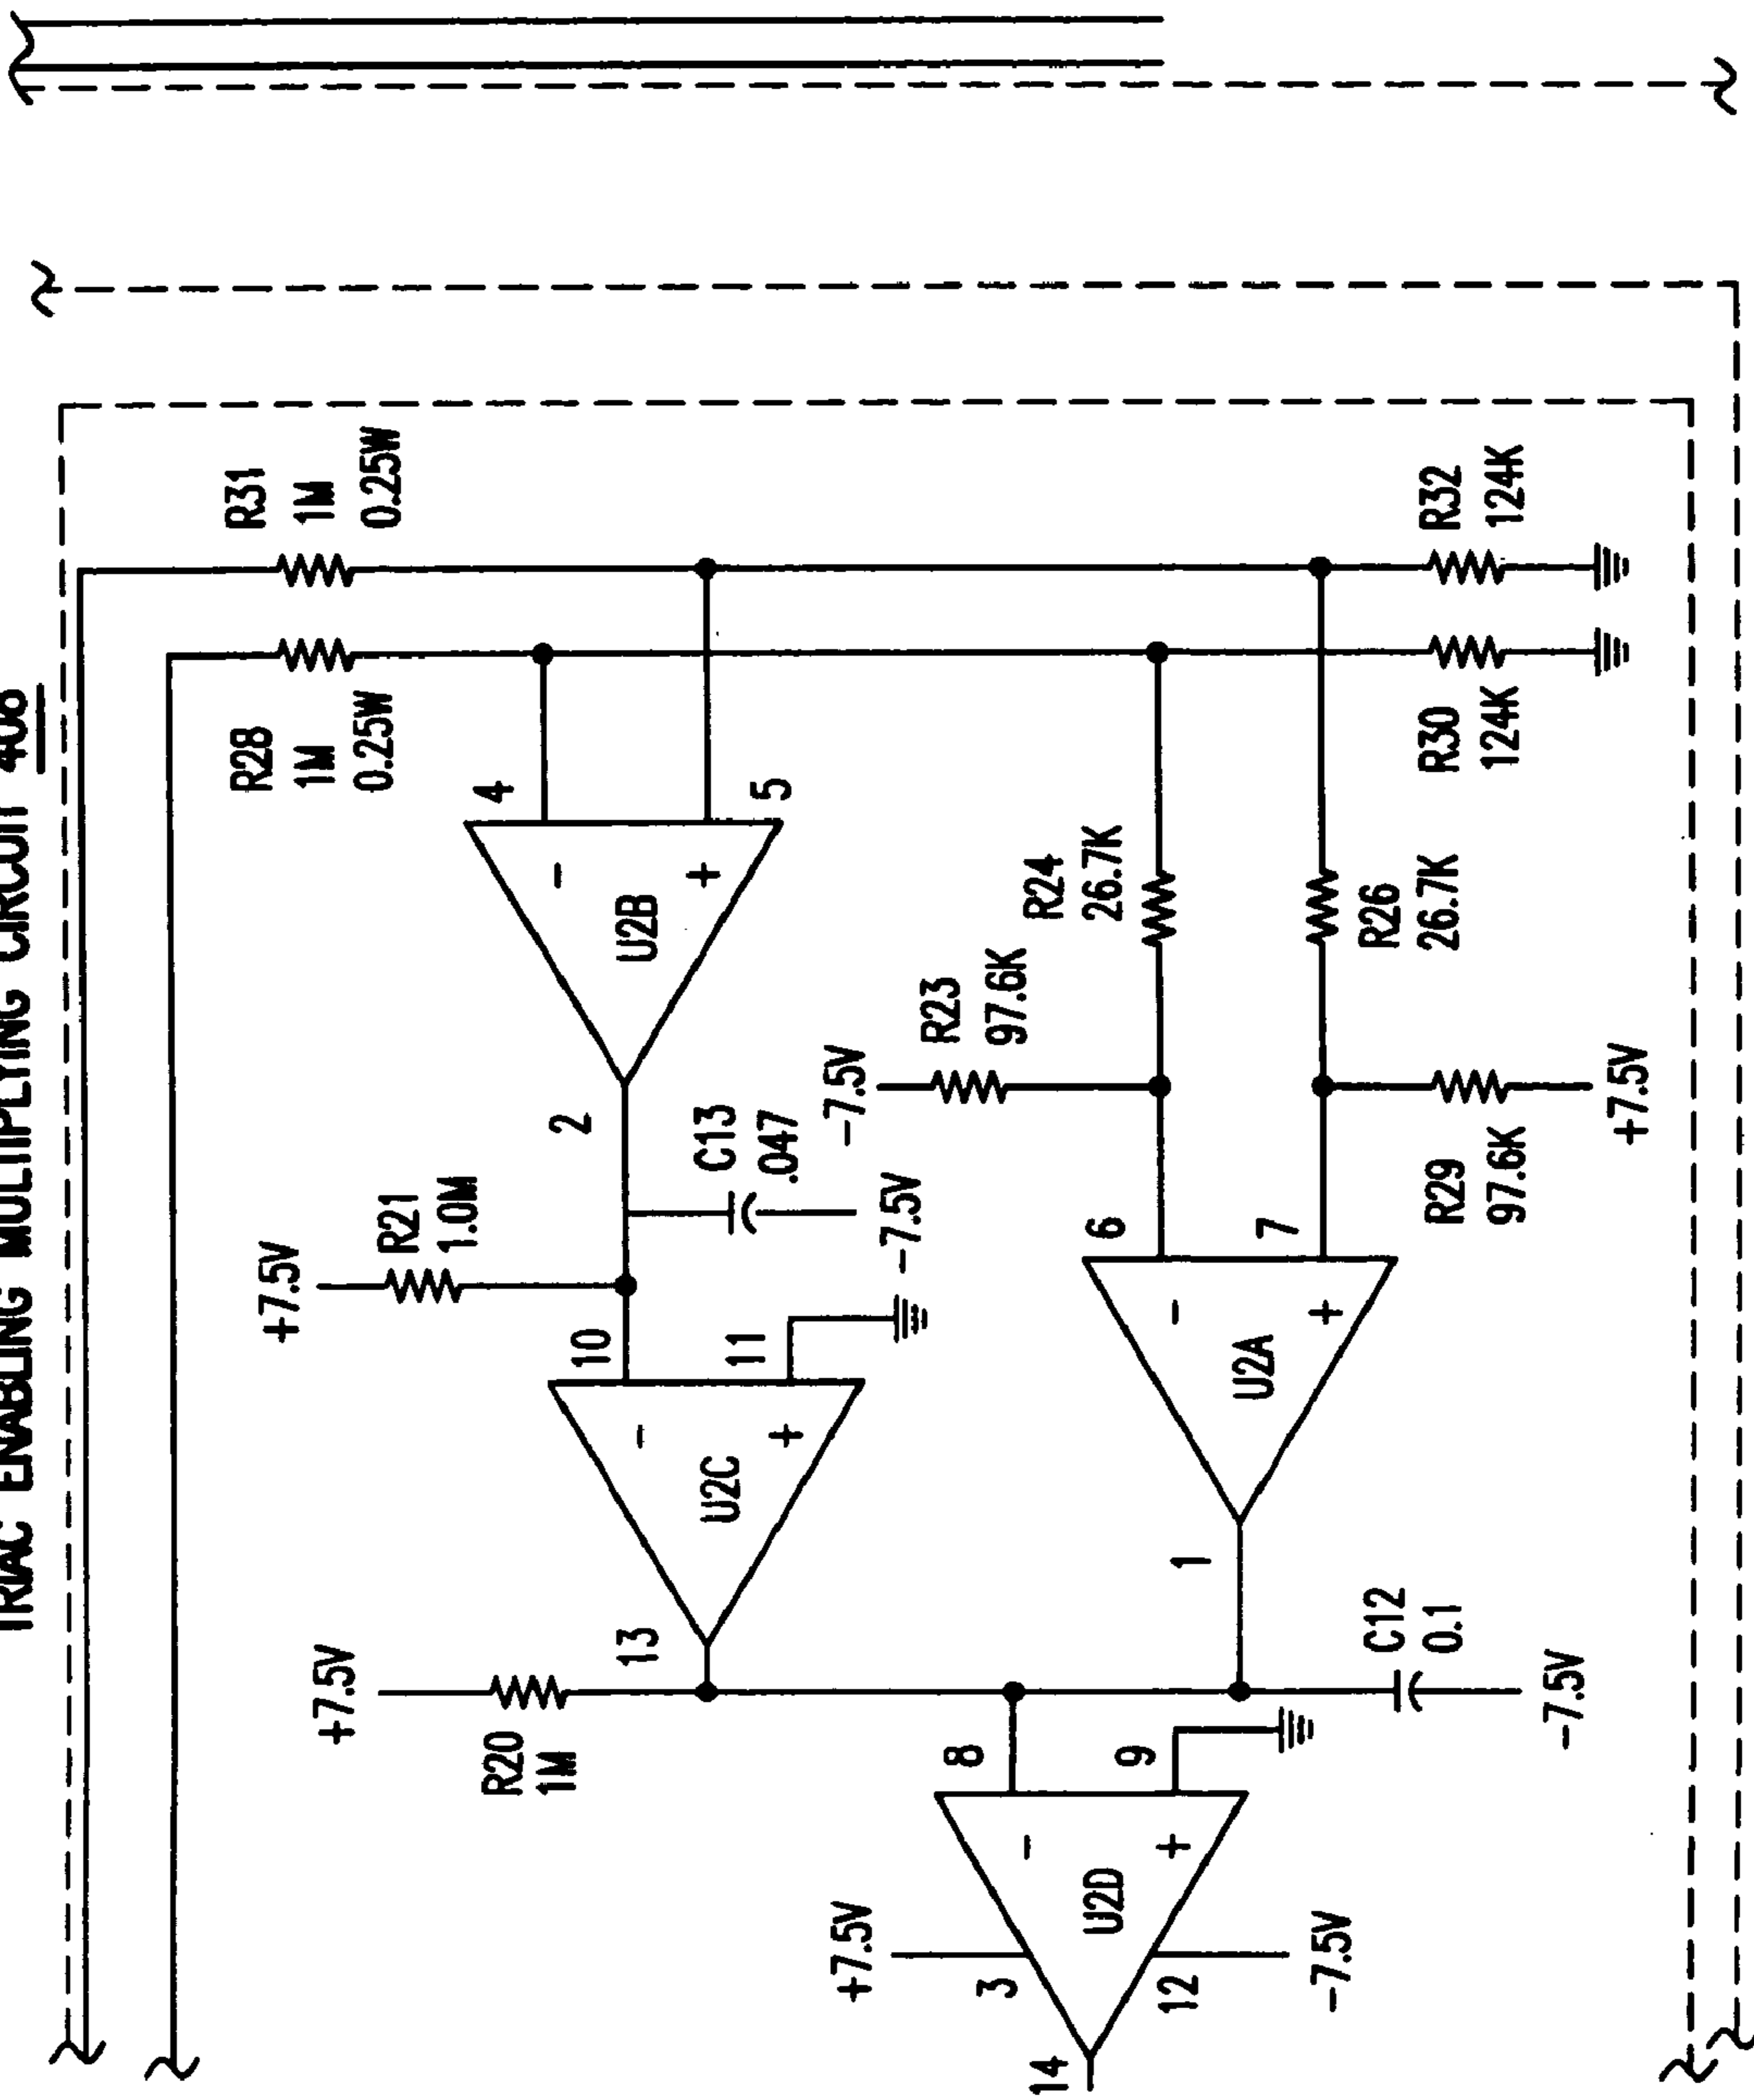 TRIAC ENABLING MULTIPLYING CIRCUIT 408
R31
1M
0.25W
R28
1M
0.25W
4
5
-
+
U2B
2
+7.5V
R21
1.0M
C13
.047
-7.5V
10
11
-
+
U2C
13
+7.5V
R20
1M
R24
26.7K
R23
97.6K
-7.5V
R26
26.7K
R29
97.6K
+7.5V
R32
124K
R30
124K
6
7
-
+
U2A
1
C12
0.1
-7.5V
8
9
-
+
U2D
+7.5V
3
12
-7.5V
14